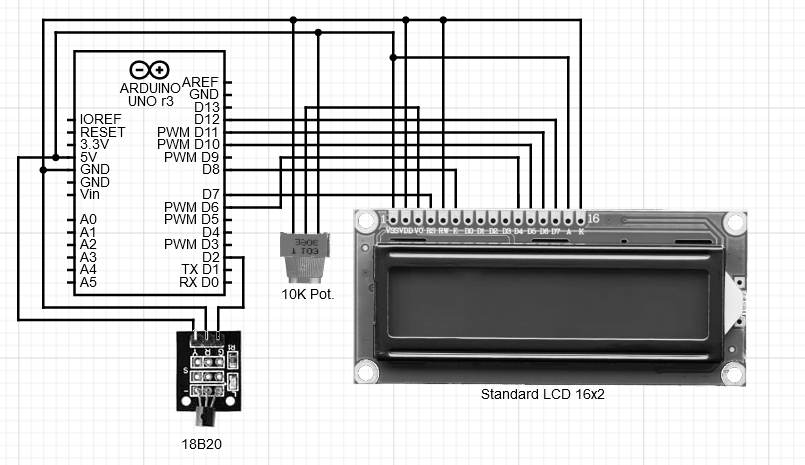 ARDUINO
UNO r3
AREF
GND
D13
IOREF
D12
RESET
PWM D11
3.3V
PWM D10
5V
PWM D9
GND
D8
GND
Vin
D7
PWM D6
A0
PWM D5
A1
D4
A2
PWM D3
A3
D2
A4
TX D1
A5
RX D0
10K Pot.
1
16
VSS VDD VO RS RW E D0 D1 D2 D3 D4 D5 D6 D7 A K
Standard LCD 16x2
R1
Y R G
S
-
18B20